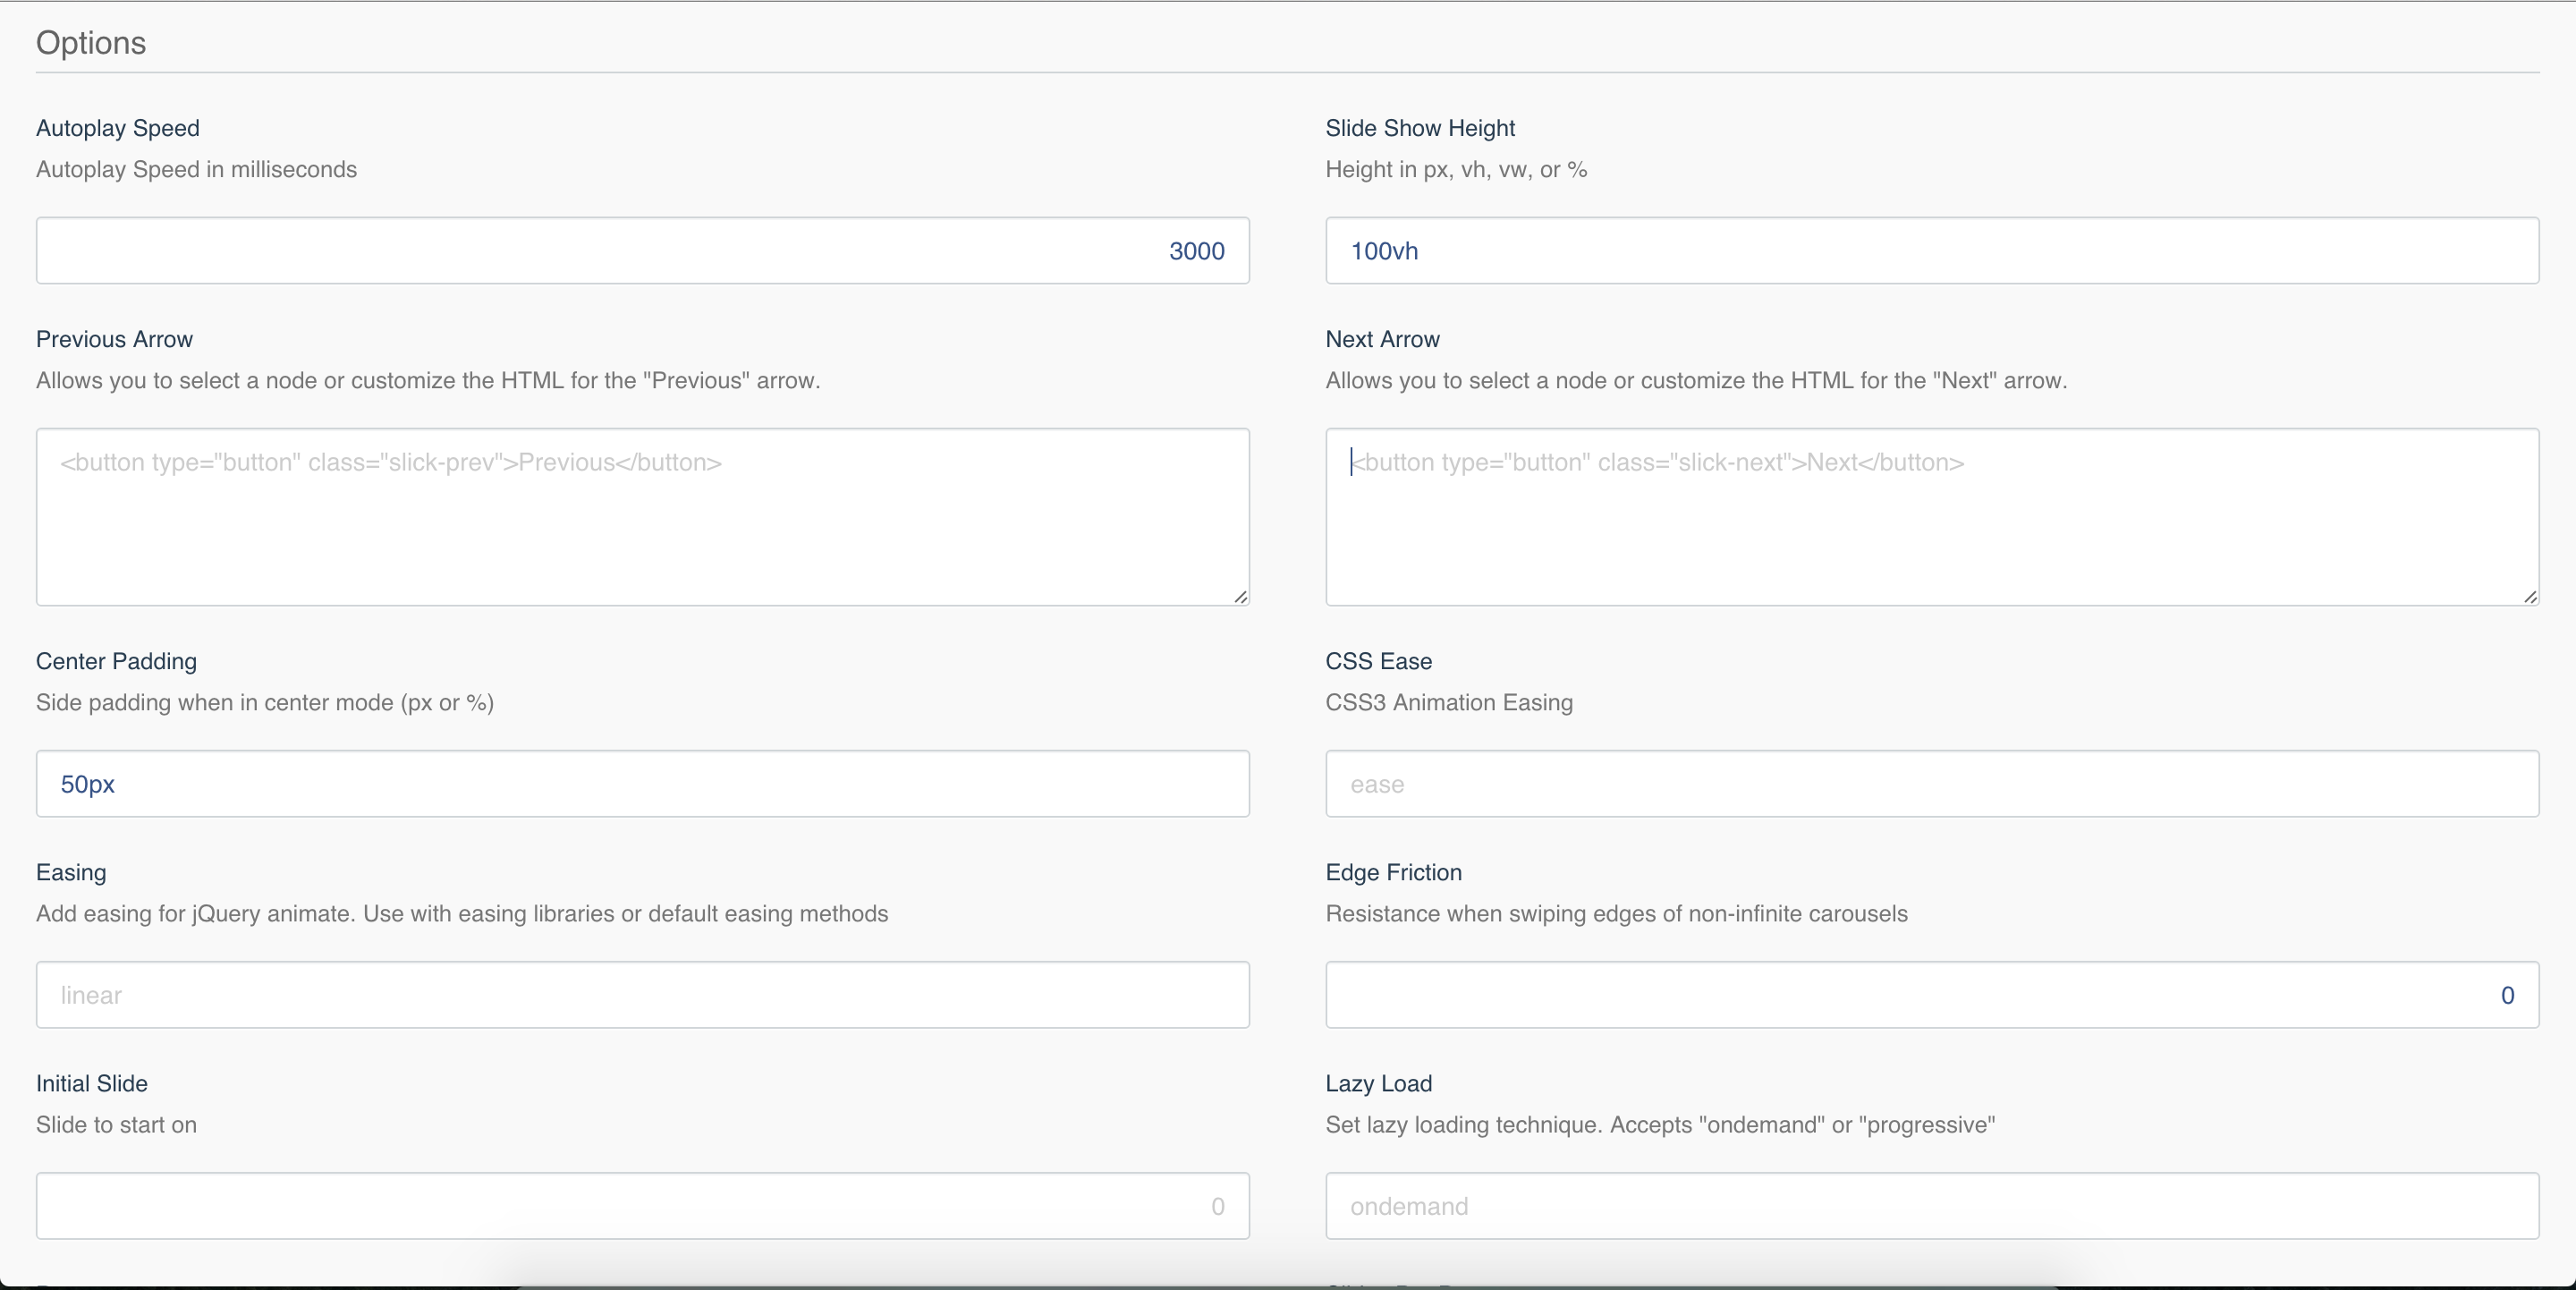 Options
Autoplay Speed
Autoplay Speed in milliseconds
3000
Slide Show Height
Height in px, vh, vw, or %
100vh
Previous Arrow
Allows you to select a node or customize the HTML for the "Previous" arrow.
<button type="button" class="slick-prev">Previous</button>
Next Arrow
Allows you to select a node or customize the HTML for the "Next" arrow.
<button type="button" class="slick-next">Next</button>
Center Padding
Side padding when in center mode (px or %)
50px
CSS Ease
CSS3 Animation Easing
ease
Easing
Add easing for jQuery animate. Use with easing libraries or default easing methods
linear
Edge Friction
Resistance when swiping edges of non-infinite carousels
0
Initial Slide
Slide to start on
0
Lazy Load
Set lazy loading technique. Accepts "ondemand" or "progressive"
ondemand